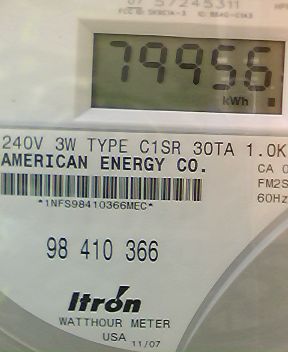 57245311
79956
kWh
240V 3W TYPE C1SR 30TA 1.0K
AMERICAN ENERGY CO.
CA
FM2S
60Hz
*1NFS98410366MEC*
98 410 366
Itron
WATTHOUR METER
USA 11/07